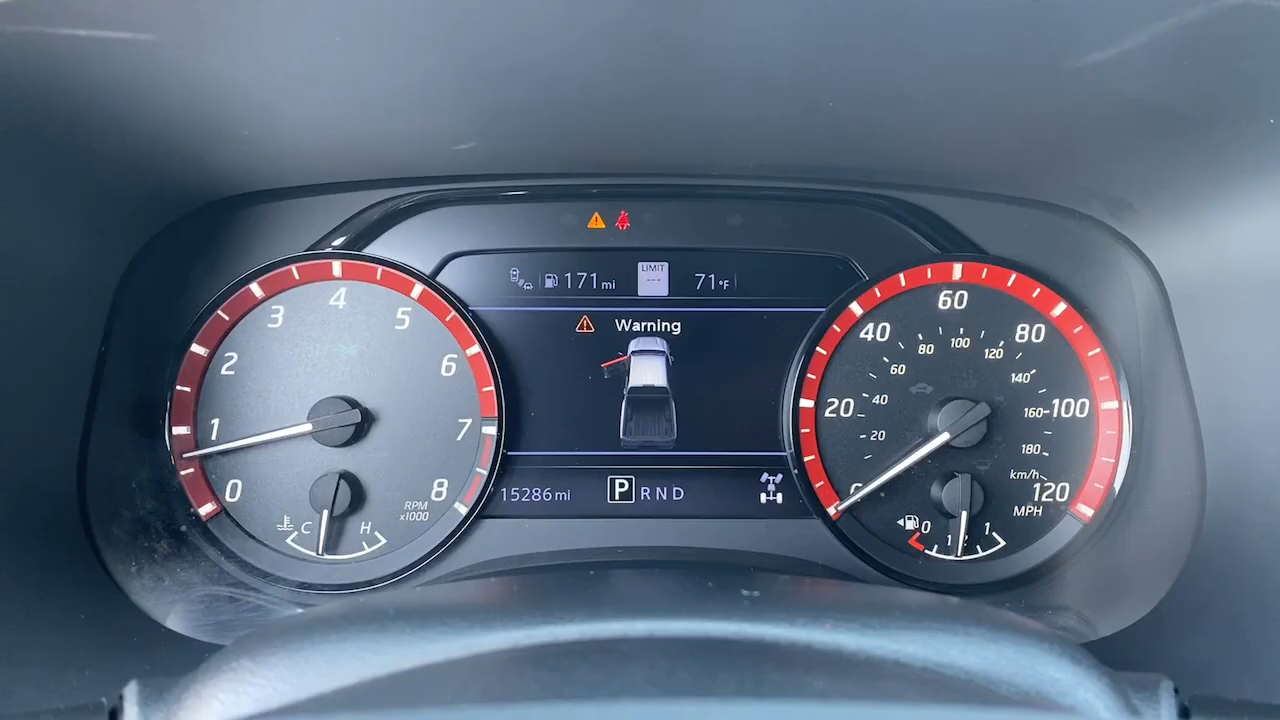 171 mi
LIMIT
---
71°F
Warning
15286 mi
P R N D
0
1
2
3
4
5
6
7
8
RPM
x1000
C
H
20
40
60
80
100
120
MPH
20
40
60
80
100
120
140
160
180
km/h
0
1